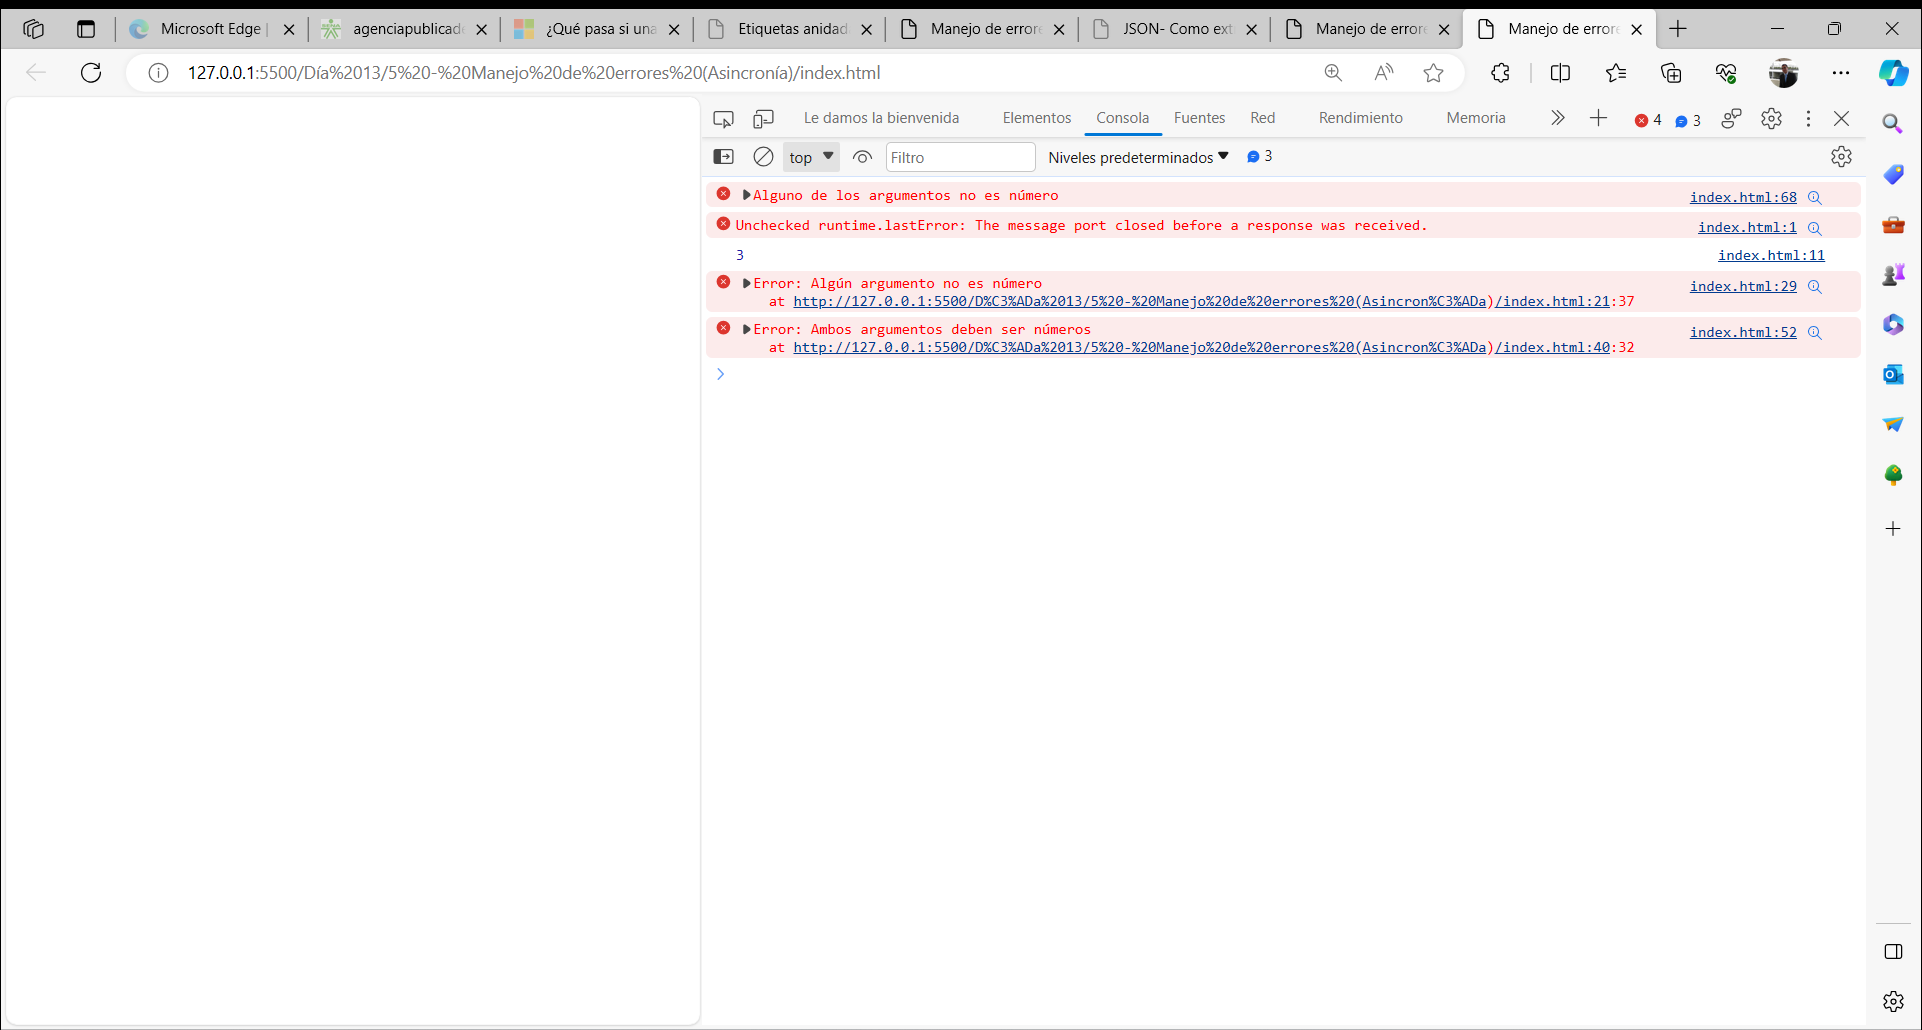 Microsoft Edge |
agenciapublicade
¿Qué pasa si una
Etiquetas anidad
Manejo de errore
JSON- Como ext
Manejo de errore
Manejo de errore
127.0.0.1:5500/Día%2013/5%20-%20Manejo%20de%20errores%20(Asincronía)/index.html
Le damos la bienvenida Elementos Consola Fuentes Red Rendimiento Memoria 4 3
top Filtro Niveles predeterminados 3
Alguno de los argumentos no es número index.html:68
Unchecked runtime.lastError: The message port closed before a response was received. index.html:1
3 index.html:11
Error: Algún argumento no es número index.html:29
at http://127.0.0.1:5500/D%C3%ADa%2013/5%20-%20Manejo%20de%20errores%20(Asincron%C3%ADa)/index.html:21:37
Error: Ambos argumentos deben ser números index.html:52
at http://127.0.0.1:5500/D%C3%ADa%2013/5%20-%20Manejo%20de%20errores%20(Asincron%C3%ADa)/index.html:40:32